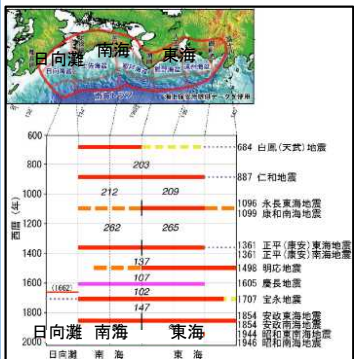 日向灘 南海 東海
600
800
1000
1200
1400
1600
1800
2000
西暦(年)
203
212 209
262 265
137
107
102
147
(1662)
684 白鳳(天武)地震
887 仁和地震
1096 永長東海地震
1099 康和南海地震
1361 正平(康安)東海地震
1361 正平(康安)南海地震
1498 明応地震
1605 慶長地震
1707 宝永地震
1854 安政東海地震
1854 安政南海地震
1944 昭和東南海地震
1946 昭和南海地震
日向灘 南海 東海
日向灘 南 海 東 海